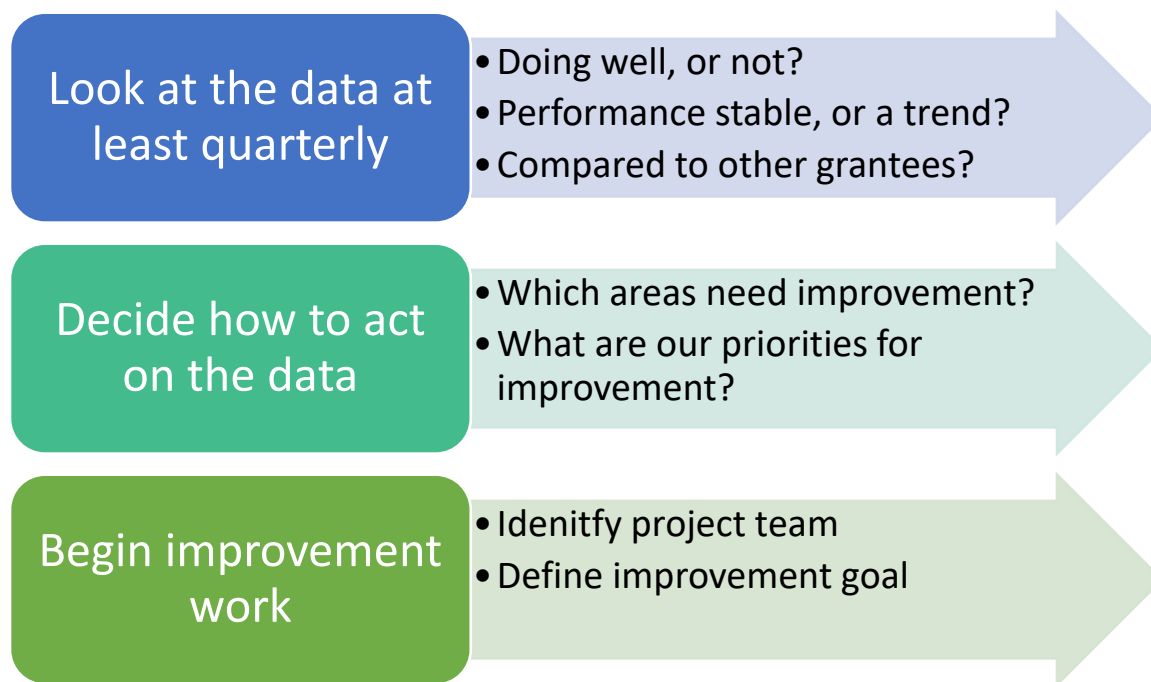 Look at the data at
least quarterly
• Doing well, or not?
• Performance stable, or a trend?
• Compared to other grantees?
Decide how to act
on the data
• Which areas need improvement?
• What are our priorities for
improvement?
Begin improvement
work
• Idenitfy project team
• Define improvement goal